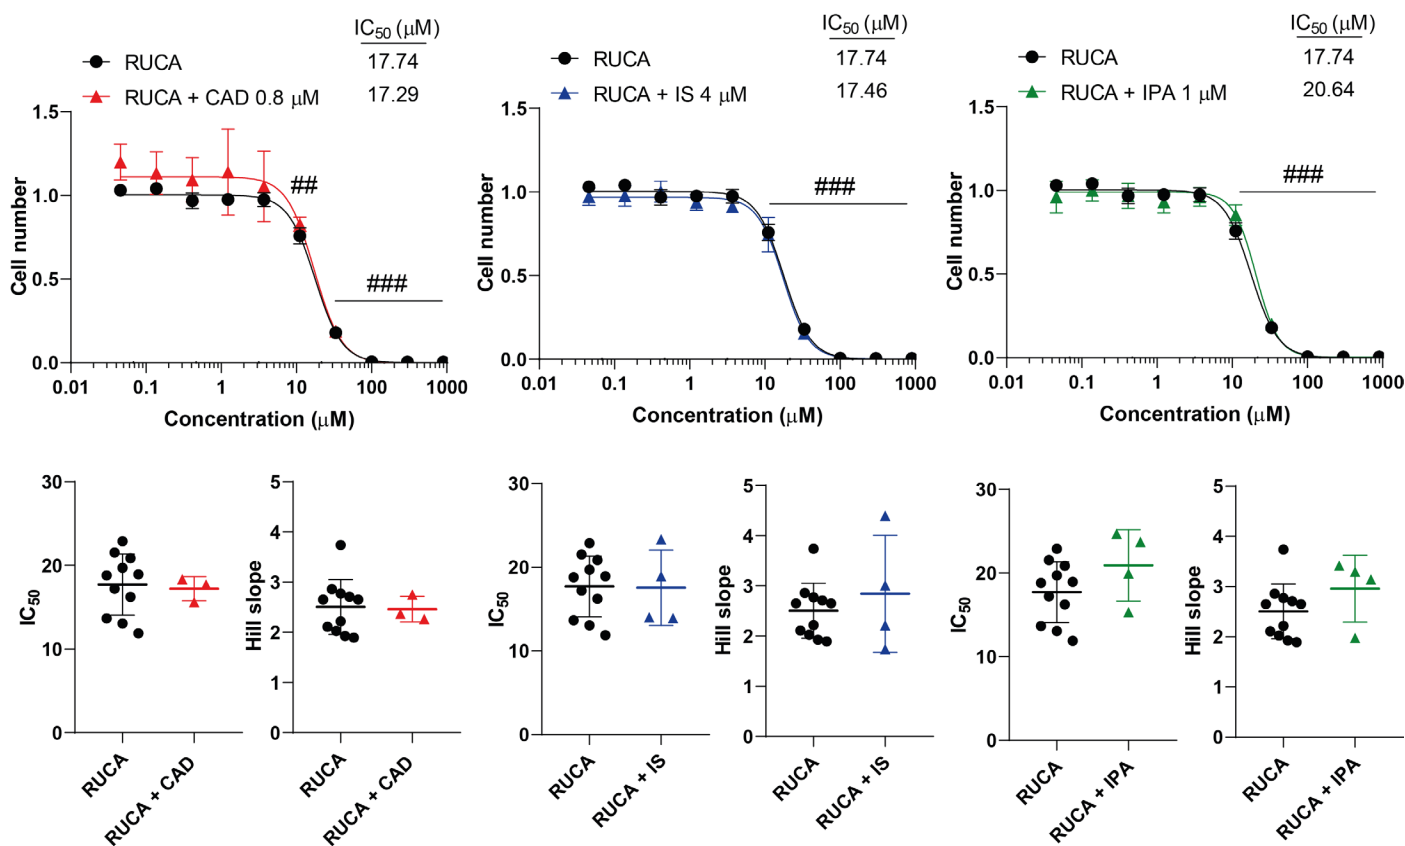 IC50 (μM)
RUCA 17.74
RUCA + CAD 0.8 μM 17.29
1.5
1.0
0.5
0.0
Cell number
##
###
0.01 0.1 1 10 100 1000
Concentration (μM)
IC50 (μM)
RUCA 17.74
RUCA + IS 4 μM 17.46
1.5
1.0
0.5
0.0
Cell number
###
0.01 0.1 1 10 100 1000
Concentration (μM)
IC50 (μM)
RUCA 17.74
RUCA + IPA 1 μM 20.64
1.5
1.0
0.5
0.0
Cell number
###
0.01 0.1 1 10 100 1000
Concentration (μM)
30
20
10
0
IC50
RUCA
RUCA + CAD
5
4
3
2
1
0
Hill slope
RUCA
RUCA + CAD
30
20
10
0
IC50
RUCA
RUCA + IS
5
4
3
2
1
0
Hill slope
RUCA
RUCA + IS
30
20
10
0
IC50
RUCA
RUCA + IPA
5
4
3
2
1
0
Hill slope
RUCA
RUCA + IPA